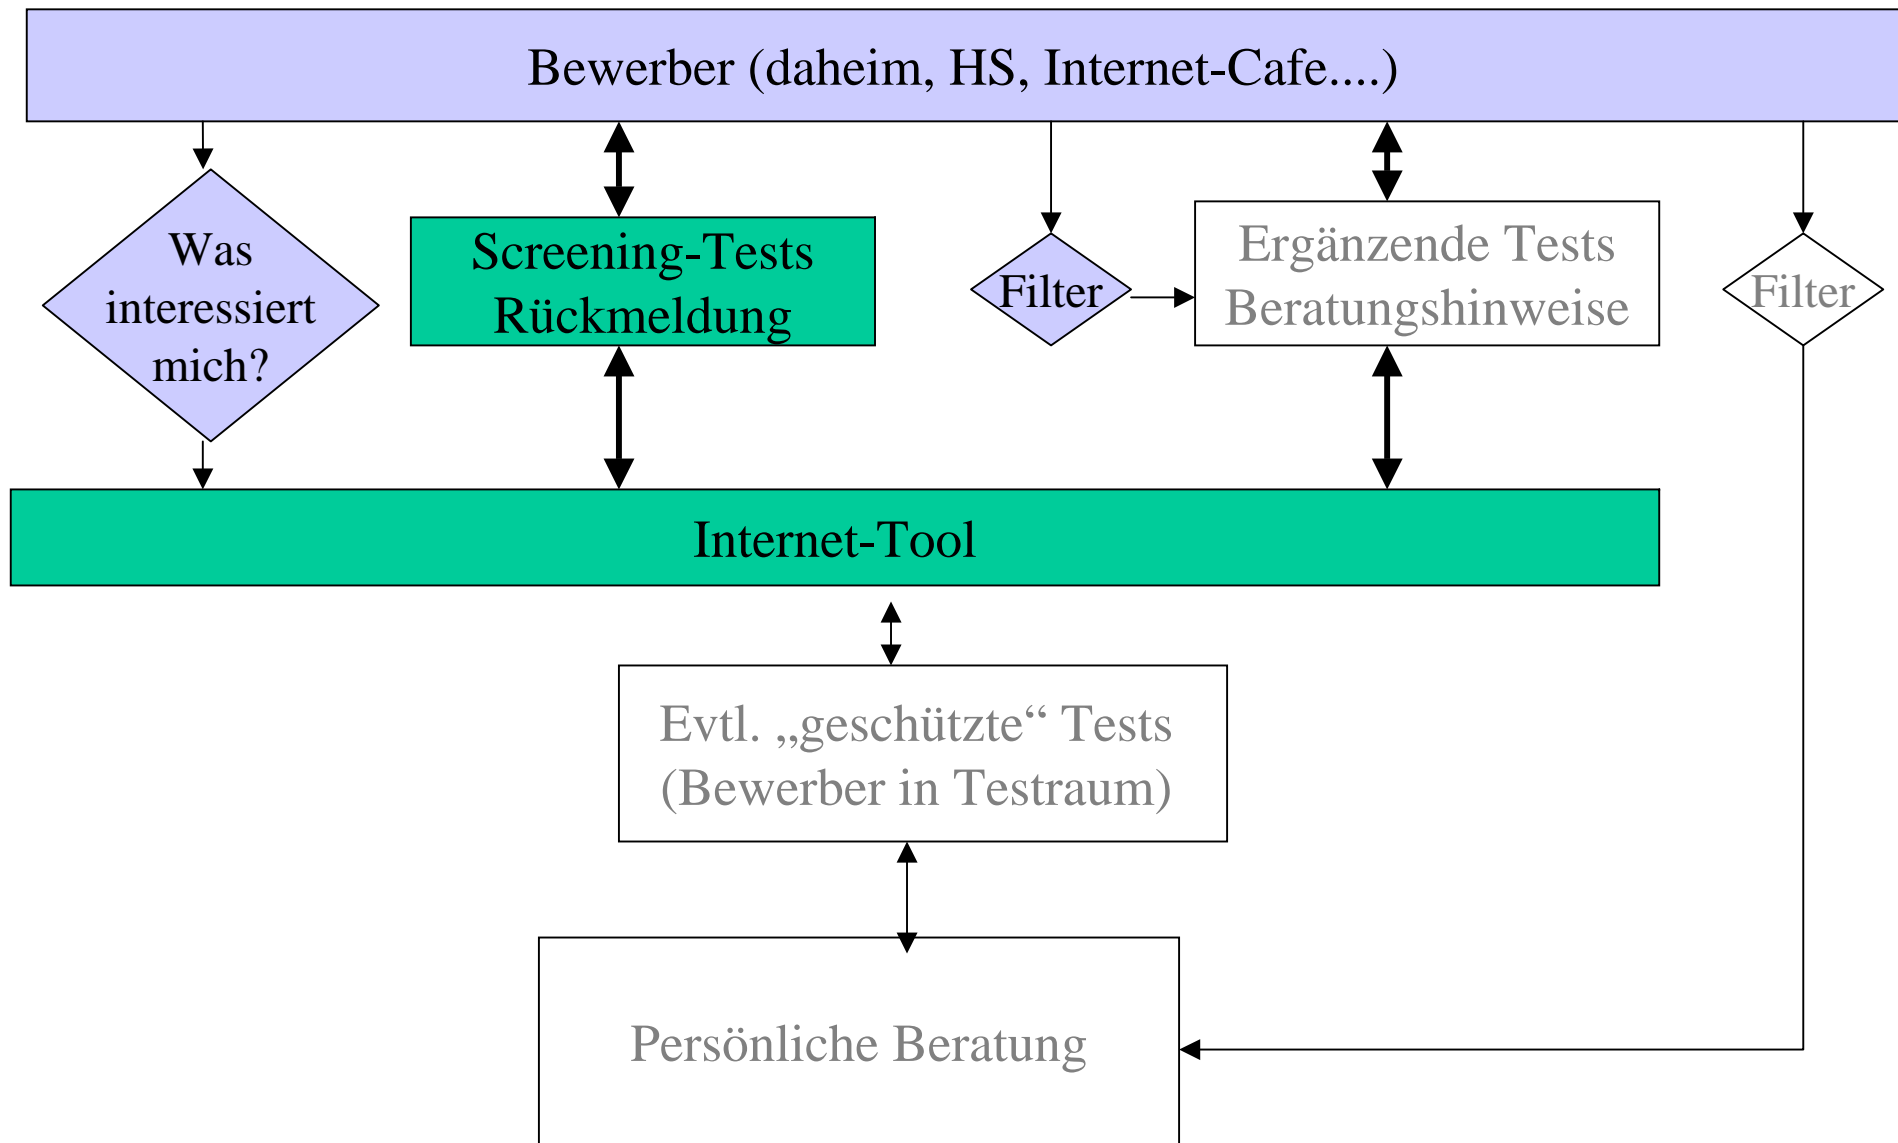 Bewerber (daheim, HS, Internet-Cafe....)
Was
interessiert
mich?
Screening-Tests
Rückmeldung
Filter
Ergänzende Tests
Beratungshinweise
Filter
Internet-Tool
Evtl. „geschützte“ Tests
(Bewerber in Testraum)
Persönliche Beratung